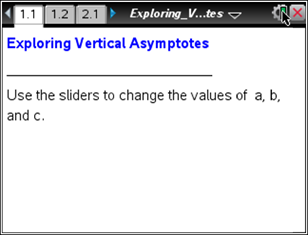 1.1 1.2 2.1 Exploring_V...tes
Exploring Vertical Asymptotes
Use the sliders to change the values of a, b,
and c.